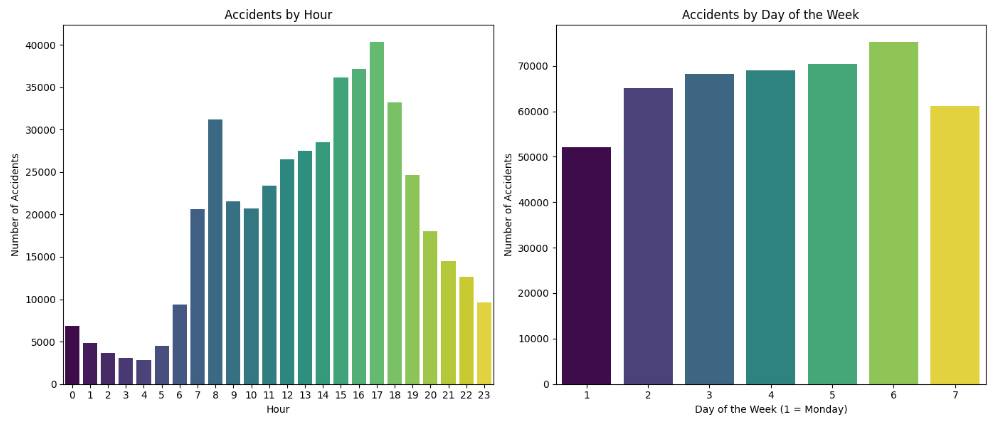 Accidents by Hour
Number of Accidents
40000
35000
30000
25000
20000
15000
10000
5000
0
0 1 2 3 4 5 6 7 8 9 10 11 12 13 14 15 16 17 18 19 20 21 22 23
Hour
Accidents by Day of the Week
Number of Accidents
70000
60000
50000
40000
30000
20000
10000
0
1 2 3 4 5 6 7
Day of the Week (1 = Monday)